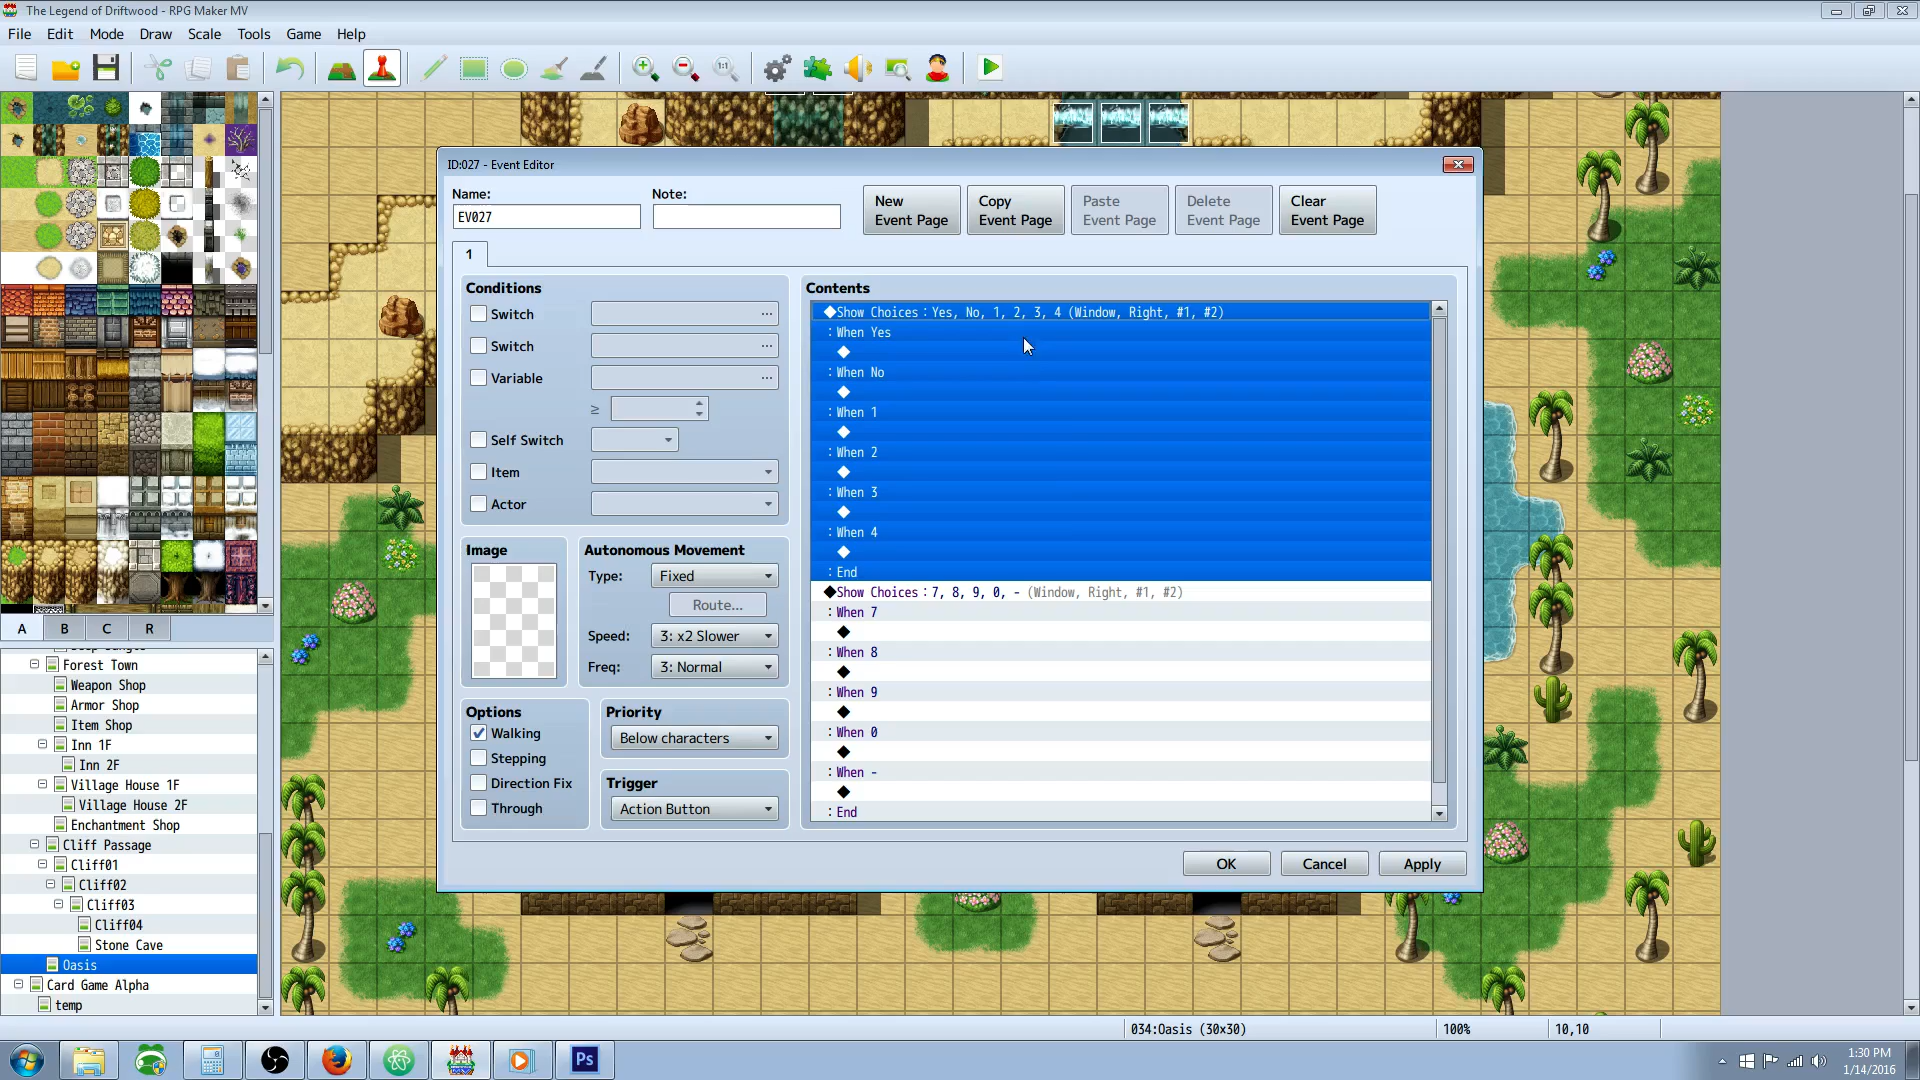 The Legend of Driftwood - RPG Maker MV
File Edit Mode Draw Scale Tools Game Help
1:1
ID:027 - Event Editor
Name:
EV027
Note:
New Event Page
Copy Event Page
Paste Event Page
Delete Event Page
Clear Event Page
1
Conditions
Switch ...
Switch ...
Variable ...
≥
Self Switch
Item
Actor
Image
Autonomous Movement
Type: Fixed
Route...
Speed: 3: x2 Slower
Freq: 3: Normal
Options
Walking
Stepping
Direction Fix
Through
Priority
Below characters
Trigger
Action Button
Contents
◆Show Choices : Yes, No, 1, 2, 3, 4 (Window, Right, #1, #2)
: When Yes
◆
: When No
◆
: When 1
◆
: When 2
◆
: When 3
◆
: When 4
◆
: End
◆Show Choices : 7, 8, 9, 0, - (Window, Right, #1, #2)
: When 7
◆
: When 8
◆
: When 9
◆
: When 0
◆
: When -
◆
: End
OK Cancel Apply
A B C R
Forest Town
Weapon Shop
Armor Shop
Item Shop
Inn 1F
Inn 2F
Village House 1F
Village House 2F
Enchantment Shop
Cliff Passage
Cliff01
Cliff02
Cliff03
Cliff04
Stone Cave
Oasis
Card Game Alpha
temp
034:Oasis (30x30) 100% 10,10
Ps
1:30 PM
1/14/2016